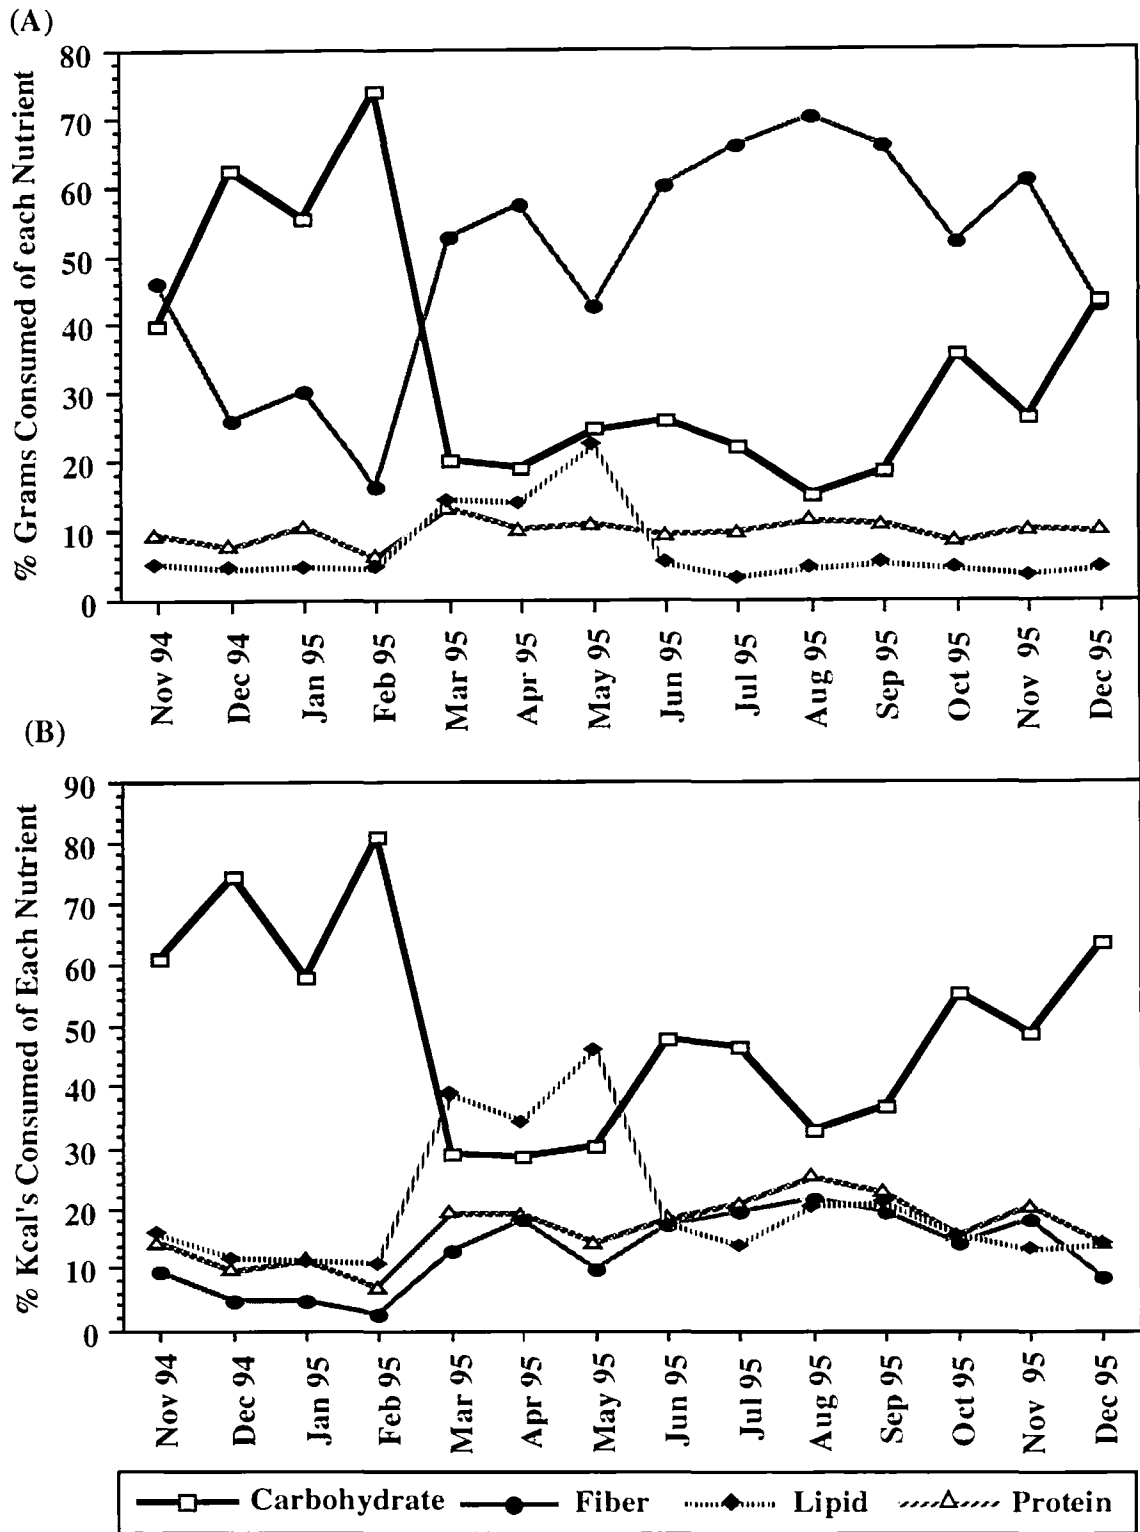 (A)
% Grams Consumed of each Nutrient
80
70
60
50
40
30
20
10
0
Nov 94
Dec 94
Jan 95
Feb 95
Mar 95
Apr 95
May 95
Jun 95
Jul 95
Aug 95
Sep 95
Oct 95
Nov 95
Dec 95
(B)
% Kcal's Consumed of Each Nutrient
90
80
70
60
50
40
30
20
10
0
Nov 94
Dec 94
Jan 95
Feb 95
Mar 95
Apr 95
May 95
Jun 95
Jul 95
Aug 95
Sep 95
Oct 95
Nov 95
Dec 95
Carbohydrate Fiber Lipid Protein